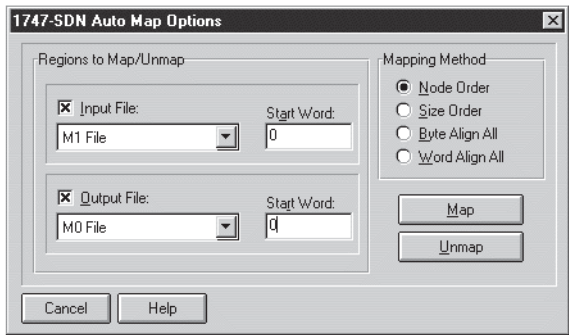 1747-SDN Auto Map Options
Regions to Map/Unmap
Input File:
Start Word:
M1 File
0
Output File:
Start Word:
M0 File
0
Mapping Method
Node Order
Size Order
Byte Align All
Word Align All
Map
Unmap
Cancel
Help